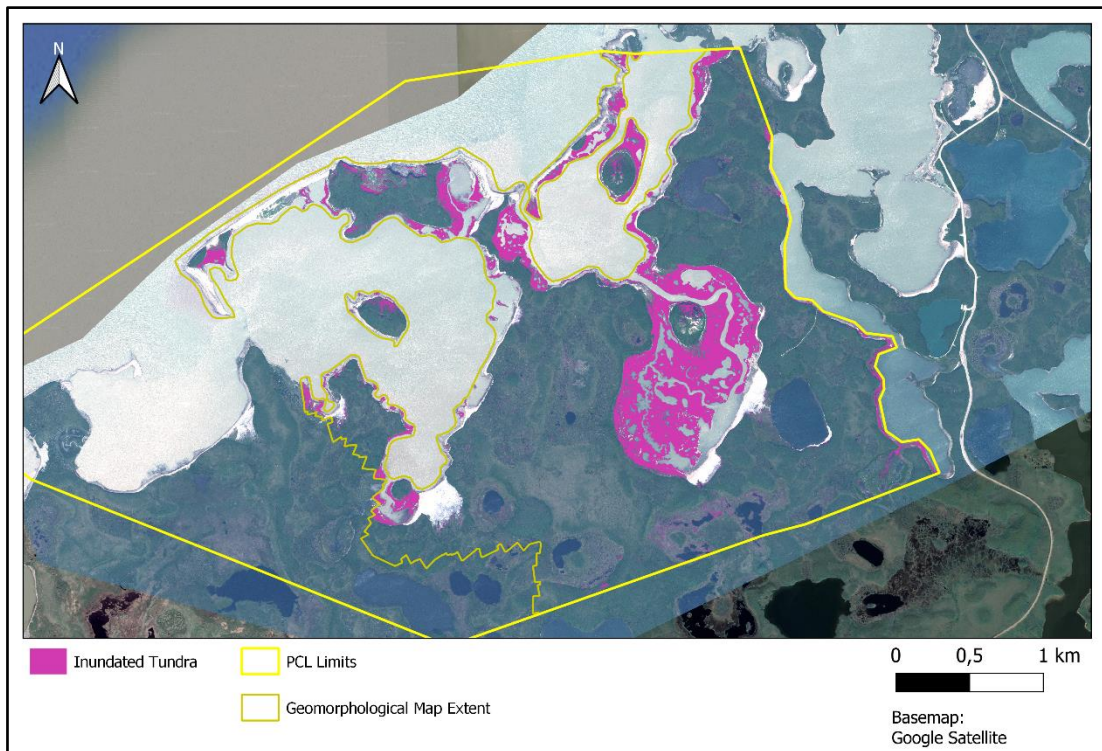 N
Inundated Tundra
PCL Limits
Geomorphological Map Extent
0 0,5 1 km
Basemap:
Google Satellite